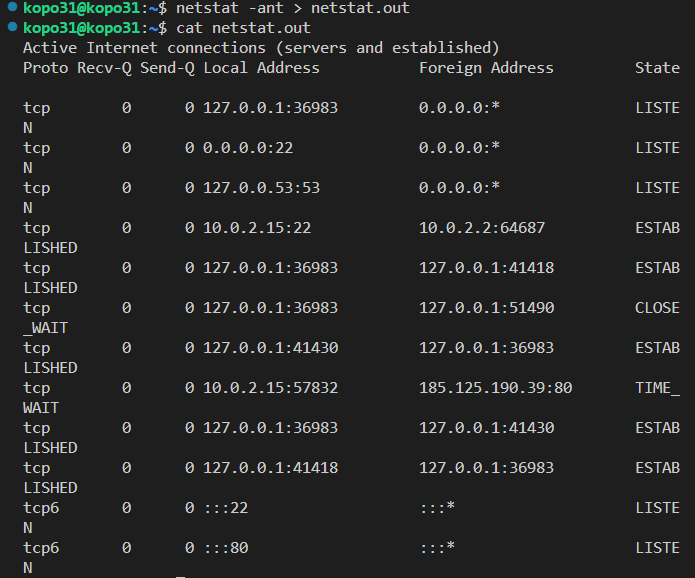 kopo31@kopo31:~$ netstat -ant > netstat.out
kopo31@kopo31:~$ cat netstat.out
Active Internet connections (servers and established)
Proto Recv-Q Send-Q Local Address           Foreign Address         State
tcp        0      0 127.0.0.1:36983         0.0.0.0:*               LISTE
N
tcp        0      0 0.0.0.0:22              0.0.0.0:*               LISTE
N
tcp        0      0 127.0.0.53:53           0.0.0.0:*               LISTE
N
tcp        0      0 10.0.2.15:22            10.0.2.2:64687          ESTAB
LISHED
tcp        0      0 127.0.0.1:36983         127.0.0.1:41418         ESTAB
LISHED
tcp        0      0 127.0.0.1:36983         127.0.0.1:51490         CLOSE
_WAIT
tcp        0      0 127.0.0.1:41430         127.0.0.1:36983         ESTAB
LISHED
tcp        0      0 10.0.2.15:57832         185.125.190.39:80       TIME_
WAIT
tcp        0      0 127.0.0.1:36983         127.0.0.1:41430         ESTAB
LISHED
tcp        0      0 127.0.0.1:41418         127.0.0.1:36983         ESTAB
LISHED
tcp6       0      0 :::22                   :::*                    LISTE
N
tcp6       0      0 :::80                   :::*                    LISTE
N